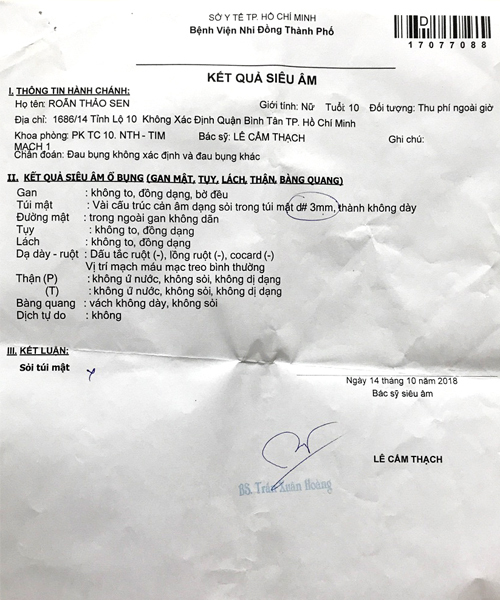 SỞ Y TẾ TP. HỒ CHÍ MINH
Bệnh Viện Nhi Đồng Thành Phố
17077088
KẾT QUẢ SIÊU ÂM
I. THÔNG TIN HÀNH CHÁNH:
Họ tên: ROÃN THẢO SEN Giới tính: Nữ Tuổi: 10 Đối tượng: Thu phí ngoài giờ
Địa chỉ: 1686/14 Tỉnh Lộ 10 Không Xác Định Quận Bình Tân TP. Hồ Chí Minh
Khoa phòng: PK TC 10. NTH - TIM Bác sỹ: LÊ CẨM THẠCH Ghi chú:
MẠCH 1
Chẩn đoán: Đau bụng không xác định và đau bụng khác
II. KẾT QUẢ SIÊU ÂM Ổ BỤNG (GAN MẬT, TỤY, LÁCH, THẬN, BÀNG QUANG)
Gan : không to, đồng dạng, bờ đều
Túi mật : Vài cấu trúc cản âm dạng sỏi trong túi mật d# 3mm, thành không dày
Đường mật : trong ngoài gan không dãn
Tụy : không to, đồng dạng
Lách : không to, đồng dạng
Dạ dày - ruột : Dấu tắc ruột (-), lồng ruột (-), cocard (-)
Vị trí mạch máu mạc treo bình thường
Thận (P) : không ứ nước, không sỏi, không dị dạng
(T) : không ứ nước, không sỏi, không dị dạng
Bàng quang : vách không dày, không sỏi
Dịch tự do : không
III. KẾT LUẬN:
Sỏi túi mật
Ngày 14 tháng 10 năm 2018
Bác sỹ siêu âm
LÊ CẨM THẠCH
BS. Trần Xuân Hoàng